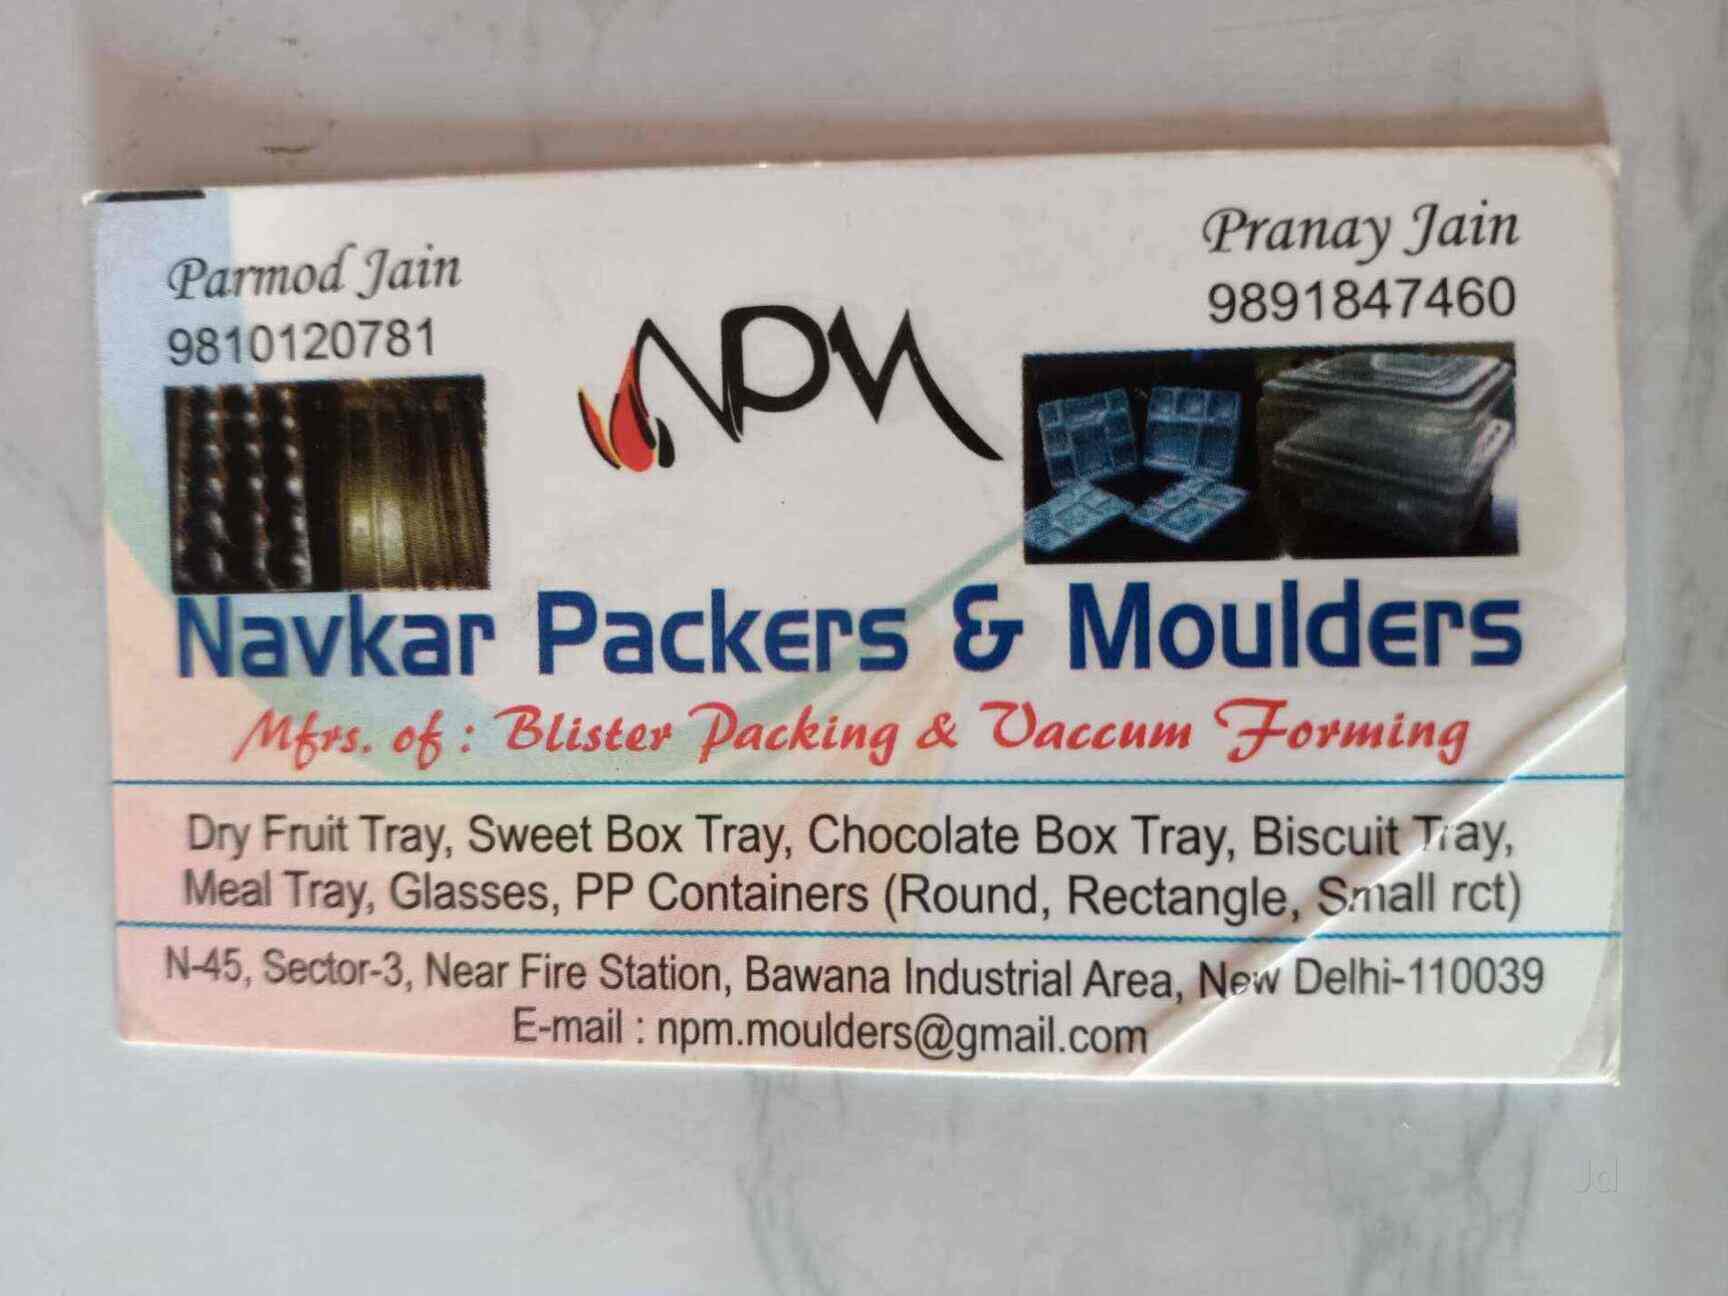 Parmod Jain
9810120781
Pranay Jain
9891847460
NPM
Navkar Packers & Moulders
Mfrs. of : Blister Packing & Vaccum Forming
Dry Fruit Tray, Sweet Box Tray, Chocolate Box Tray, Biscuit Tray,
Meal Tray, Glasses, PP Containers (Round, Rectangle, Small rct)
N-45, Sector-3, Near Fire Station, Bawana Industrial Area, New Delhi-110039
E-mail : npm.moulders@gmail.com
Jd